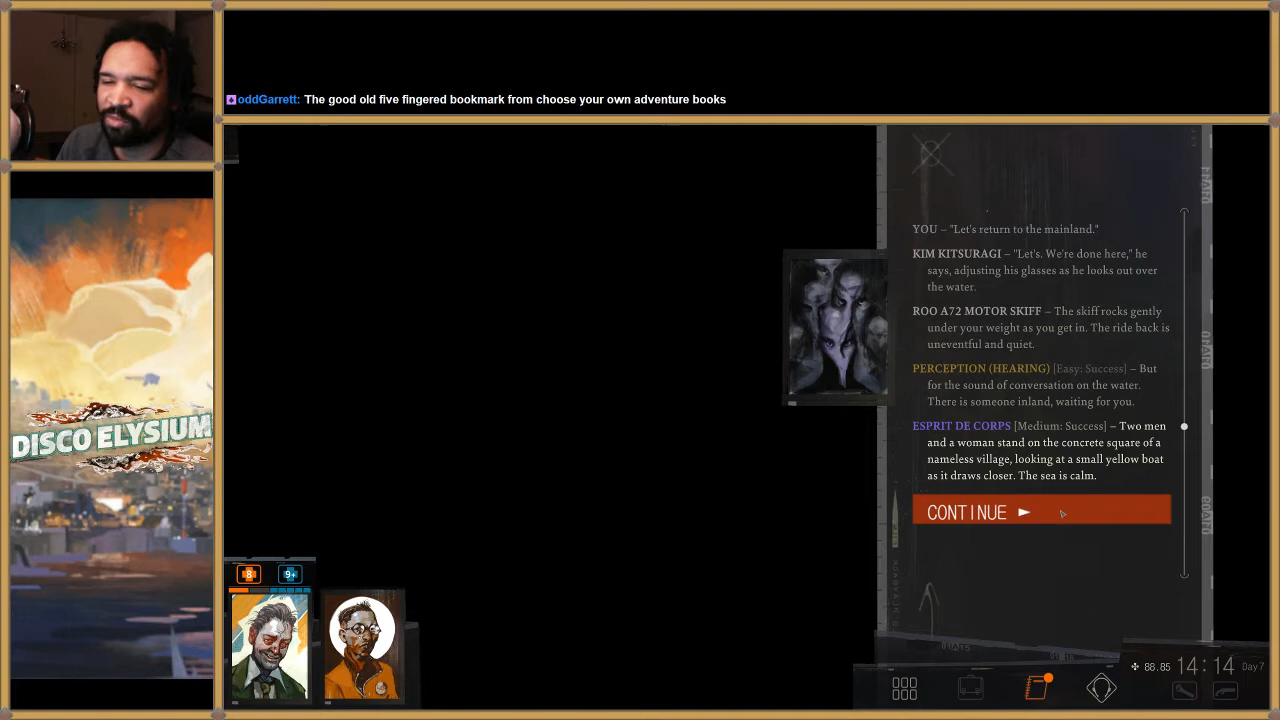 oddGarrett: The good old five fingered bookmark from choose your own adventure books
YOU – "Let's return to the mainland."
KIM KITSURAGI – "Let's. We're done here," he
says, adjusting his glasses as he looks out over
the water.
ROO A72 MOTOR SKIFF – The skiff rocks gently
under your weight as you get in. The ride back is
uneventful and quiet.
PERCEPTION (HEARING) [Easy: Success] – But
for the sound of conversation on the water.
There is someone inland, waiting for you.
ESPRIT DE CORPS [Medium: Success] – Two men
and a woman stand on the concrete square of a
nameless village, looking at a small yellow boat
as it draws closer. The sea is calm.
CONTINUE
DISCO ELYSIUM
8
9+
88.85 14:14 Day 7